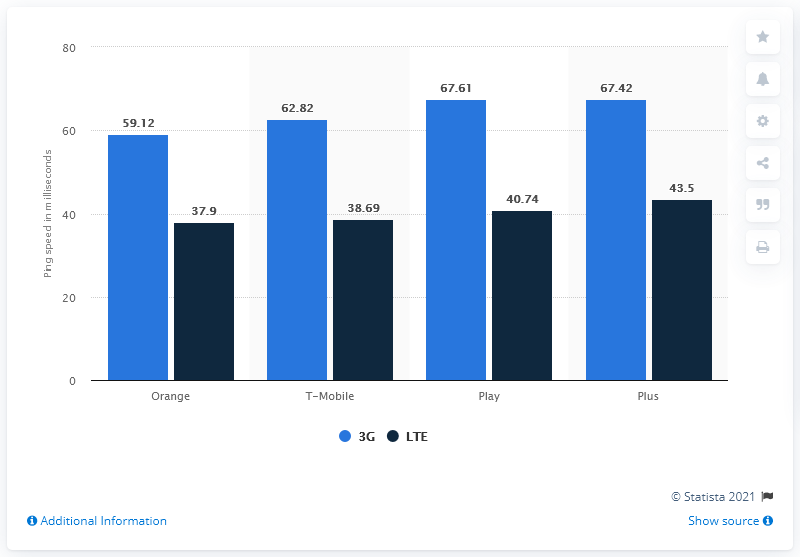 Ping speed in milliseconds
80
60
40
20
0
59.12
37.9
62.82
38.69
67.61
40.74
67.42
43.5
Orange
T-Mobile
Play
Plus
3G
LTE
© Statista 2021
Additional Information
Show source